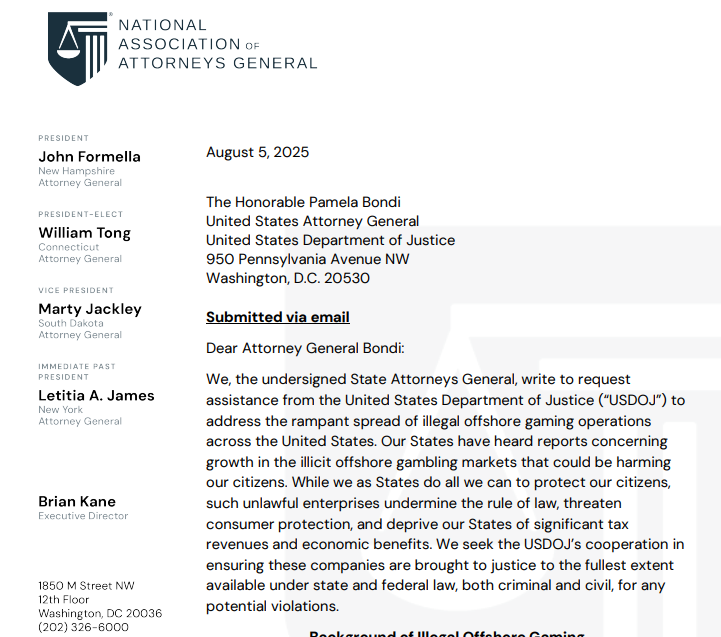 NATIONAL
ASSOCIATION OF
ATTORNEYS GENERAL
®
PRESIDENT
John Formella
New Hampshire
Attorney General
PRESIDENT-ELECT
William Tong
Connecticut
Attorney General
VICE PRESIDENT
Marty Jackley
South Dakota
Attorney General
IMMEDIATE PAST
PRESIDENT
Letitia A. James
New York
Attorney General
Brian Kane
Executive Director
1850 M Street NW
12th Floor
Washington, DC 20036
(202) 326-6000
August 5, 2025
The Honorable Pamela Bondi
United States Attorney General
United States Department of Justice
950 Pennsylvania Avenue NW
Washington, D.C. 20530
Submitted via email
Dear Attorney General Bondi:
We, the undersigned State Attorneys General, write to request
assistance from the United States Department of Justice (“USDOJ”) to
address the rampant spread of illegal offshore gaming operations
across the United States. Our States have heard reports concerning
growth in the illicit offshore gambling markets that could be harming
our citizens. While we as States do all we can to protect our citizens,
such unlawful enterprises undermine the rule of law, threaten
consumer protection, and deprive our States of significant tax
revenues and economic benefits. We seek the USDOJ’s cooperation in
ensuring these companies are brought to justice to the fullest extent
available under state and federal law, both criminal and civil, for any
potential violations.
Background of Illegal Offshore Gaming